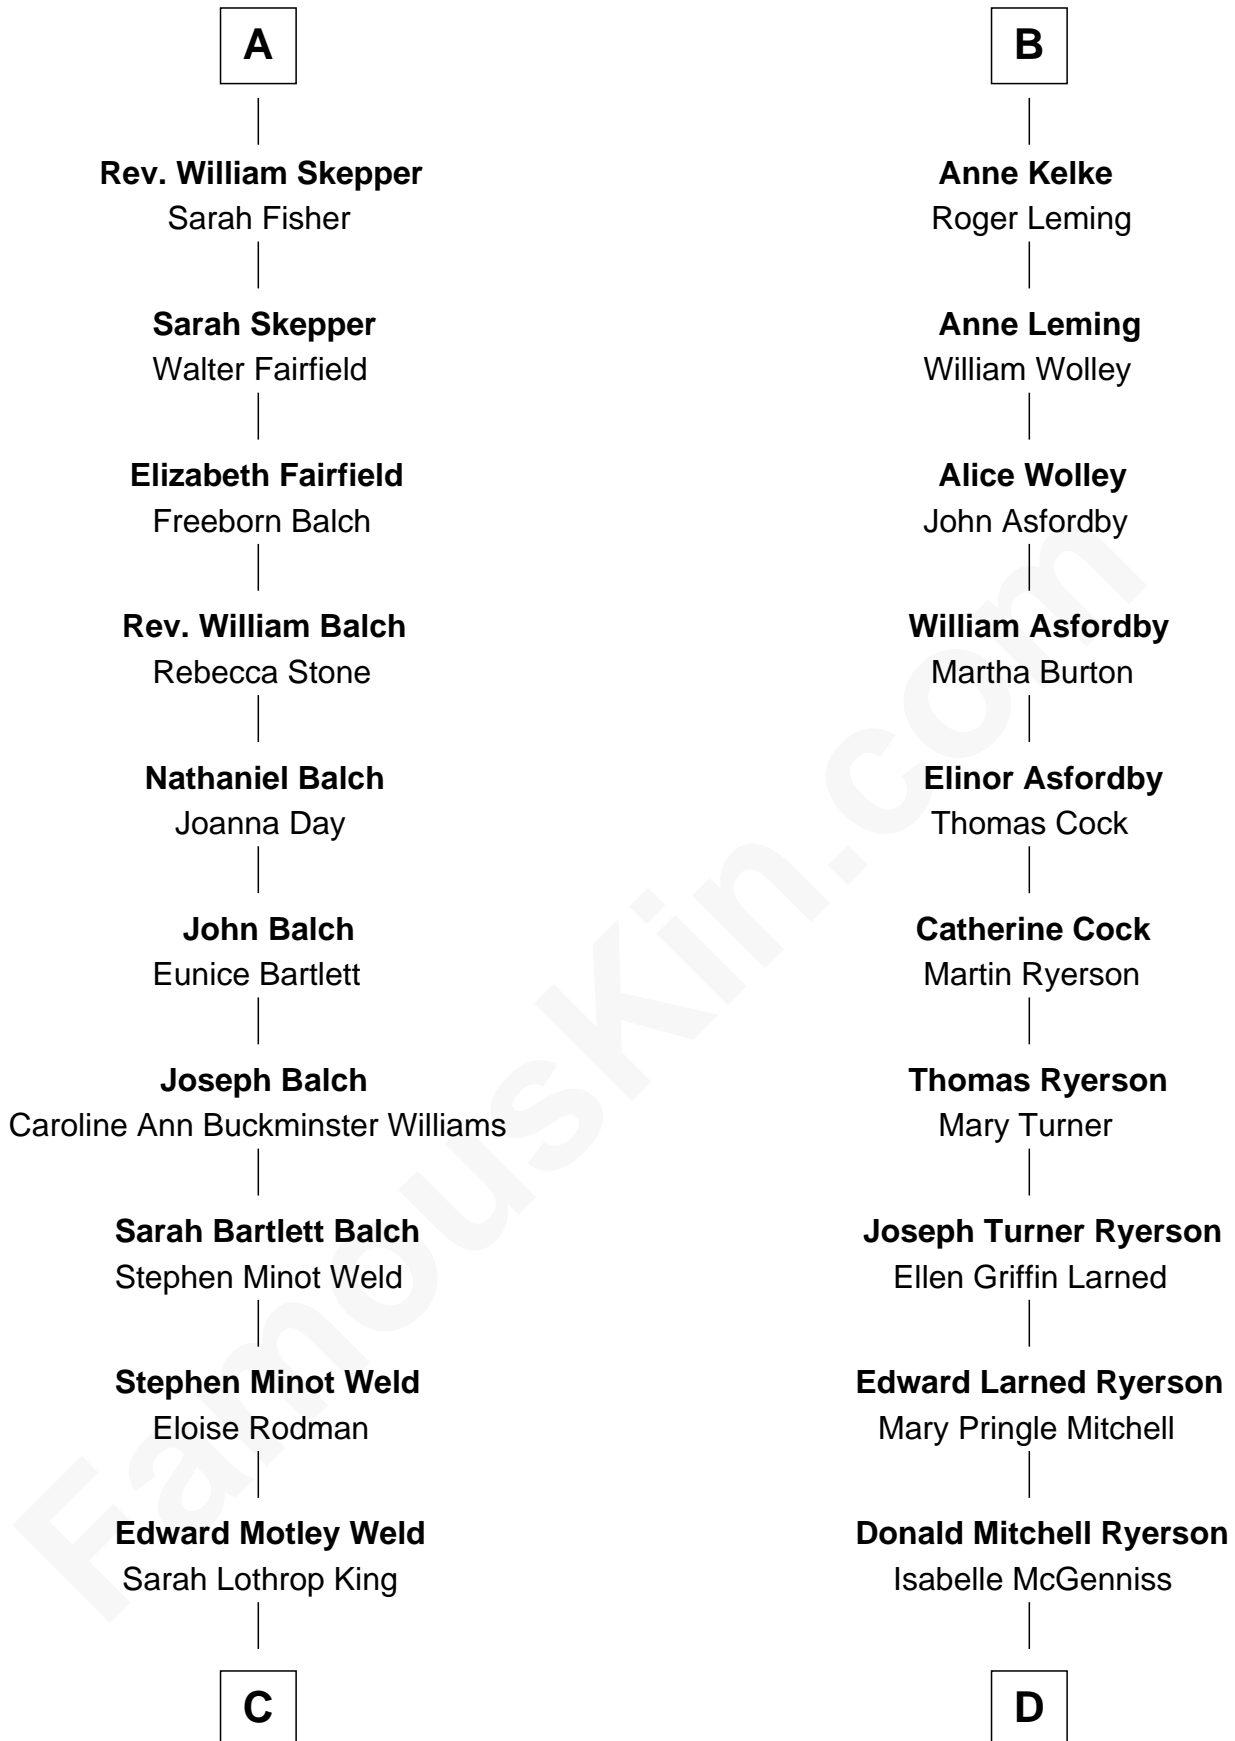 A
Rev. William Skepper
Sarah Fisher
Sarah Skepper
Walter Fairfield
Elizabeth Fairfield
Freeborn Balch
Rev. William Balch
Rebecca Stone
Nathaniel Balch
Joanna Day
John Balch
Eunice Bartlett
Joseph Balch
Caroline Ann Buckminster Williams
Sarah Bartlett Balch
Stephen Minot Weld
Stephen Minot Weld
Eloise Rodman
Edward Motley Weld
Sarah Lothrop King
C
B
Anne Kelke
Roger Leming
Anne Leming
William Wolley
Alice Wolley
John Asfordby
William Asfordby
Martha Burton
Elinor Asfordby
Thomas Cock
Catherine Cock
Martin Ryerson
Thomas Ryerson
Mary Turner
Joseph Turner Ryerson
Ellen Griffin Larned
Edward Larned Ryerson
Mary Pringle Mitchell
Donald Mitchell Ryerson
Isabelle McGenniss
D
FamousKin.com